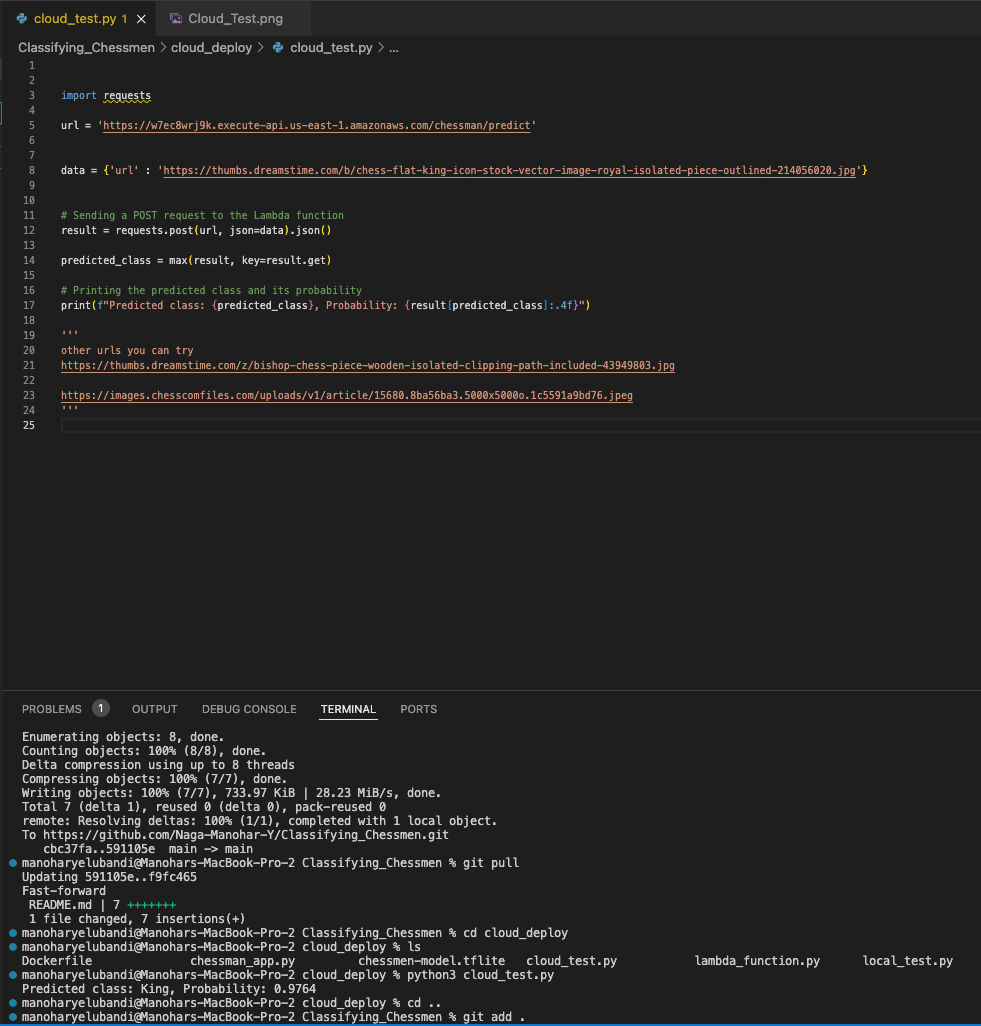 cloud_test.py 1 ×
Cloud_Test.png
Classifying_Chessmen > cloud_deploy > cloud_test.py > ...
1
2
3 import requests
4
5 url = 'https://w7ec8wrj9k.execute-api.us-east-1.amazonaws.com/chessman/predict'
6
7
8 data = {'url' : 'https://thumbs.dreamstime.com/b/chess-flat-king-icon-stock-vector-image-royal-isolated-piece-outlined-214056020.jpg'}
9
10
11 # Sending a POST request to the Lambda function
12 result = requests.post(url, json=data).json()
13
14 predicted_class = max(result, key=result.get)
15
16 # Printing the predicted class and its probability
17 print(f"Predicted class: {predicted_class}, Probability: {result[predicted_class]:.4f}")
18
19 '''
20 other urls you can try
21 https://thumbs.dreamstime.com/z/bishop-chess-piece-wooden-isolated-clipping-path-included-43949803.jpg
22
23 https://images.chesscomfiles.com/uploads/v1/article/15680.8ba56ba3.5000x5000o.1c5591a9bd76.jpeg
24 '''
25
PROBLEMS 1 OUTPUT DEBUG CONSOLE TERMINAL PORTS
Enumerating objects: 8, done.
Counting objects: 100% (8/8), done.
Delta compression using up to 8 threads
Compressing objects: 100% (7/7), done.
Writing objects: 100% (7/7), 733.97 KiB | 28.23 MiB/s, done.
Total 7 (delta 1), reused 0 (delta 0), pack-reused 0
remote: Resolving deltas: 100% (1/1), completed with 1 local object.
To https://github.com/Naga-Manohar-Y/Classifying_Chessmen.git
cbc37fa..591105e main -> main
manoharyelubandi@Manohars-MacBook-Pro-2 Classifying_Chessmen % git pull
Updating 591105e..f9fc465
Fast-forward
README.md | 7 +++++++
1 file changed, 7 insertions(+)
manoharyelubandi@Manohars-MacBook-Pro-2 Classifying_Chessmen % cd cloud_deploy
manoharyelubandi@Manohars-MacBook-Pro-2 cloud_deploy % ls
Dockerfile chessman_app.py chessmen-model.tflite cloud_test.py lambda_function.py local_test.py
manoharyelubandi@Manohars-MacBook-Pro-2 cloud_deploy % python3 cloud_test.py
Predicted class: King, Probability: 0.9764
manoharyelubandi@Manohars-MacBook-Pro-2 cloud_deploy % cd ..
manoharyelubandi@Manohars-MacBook-Pro-2 Classifying_Chessmen % git add .